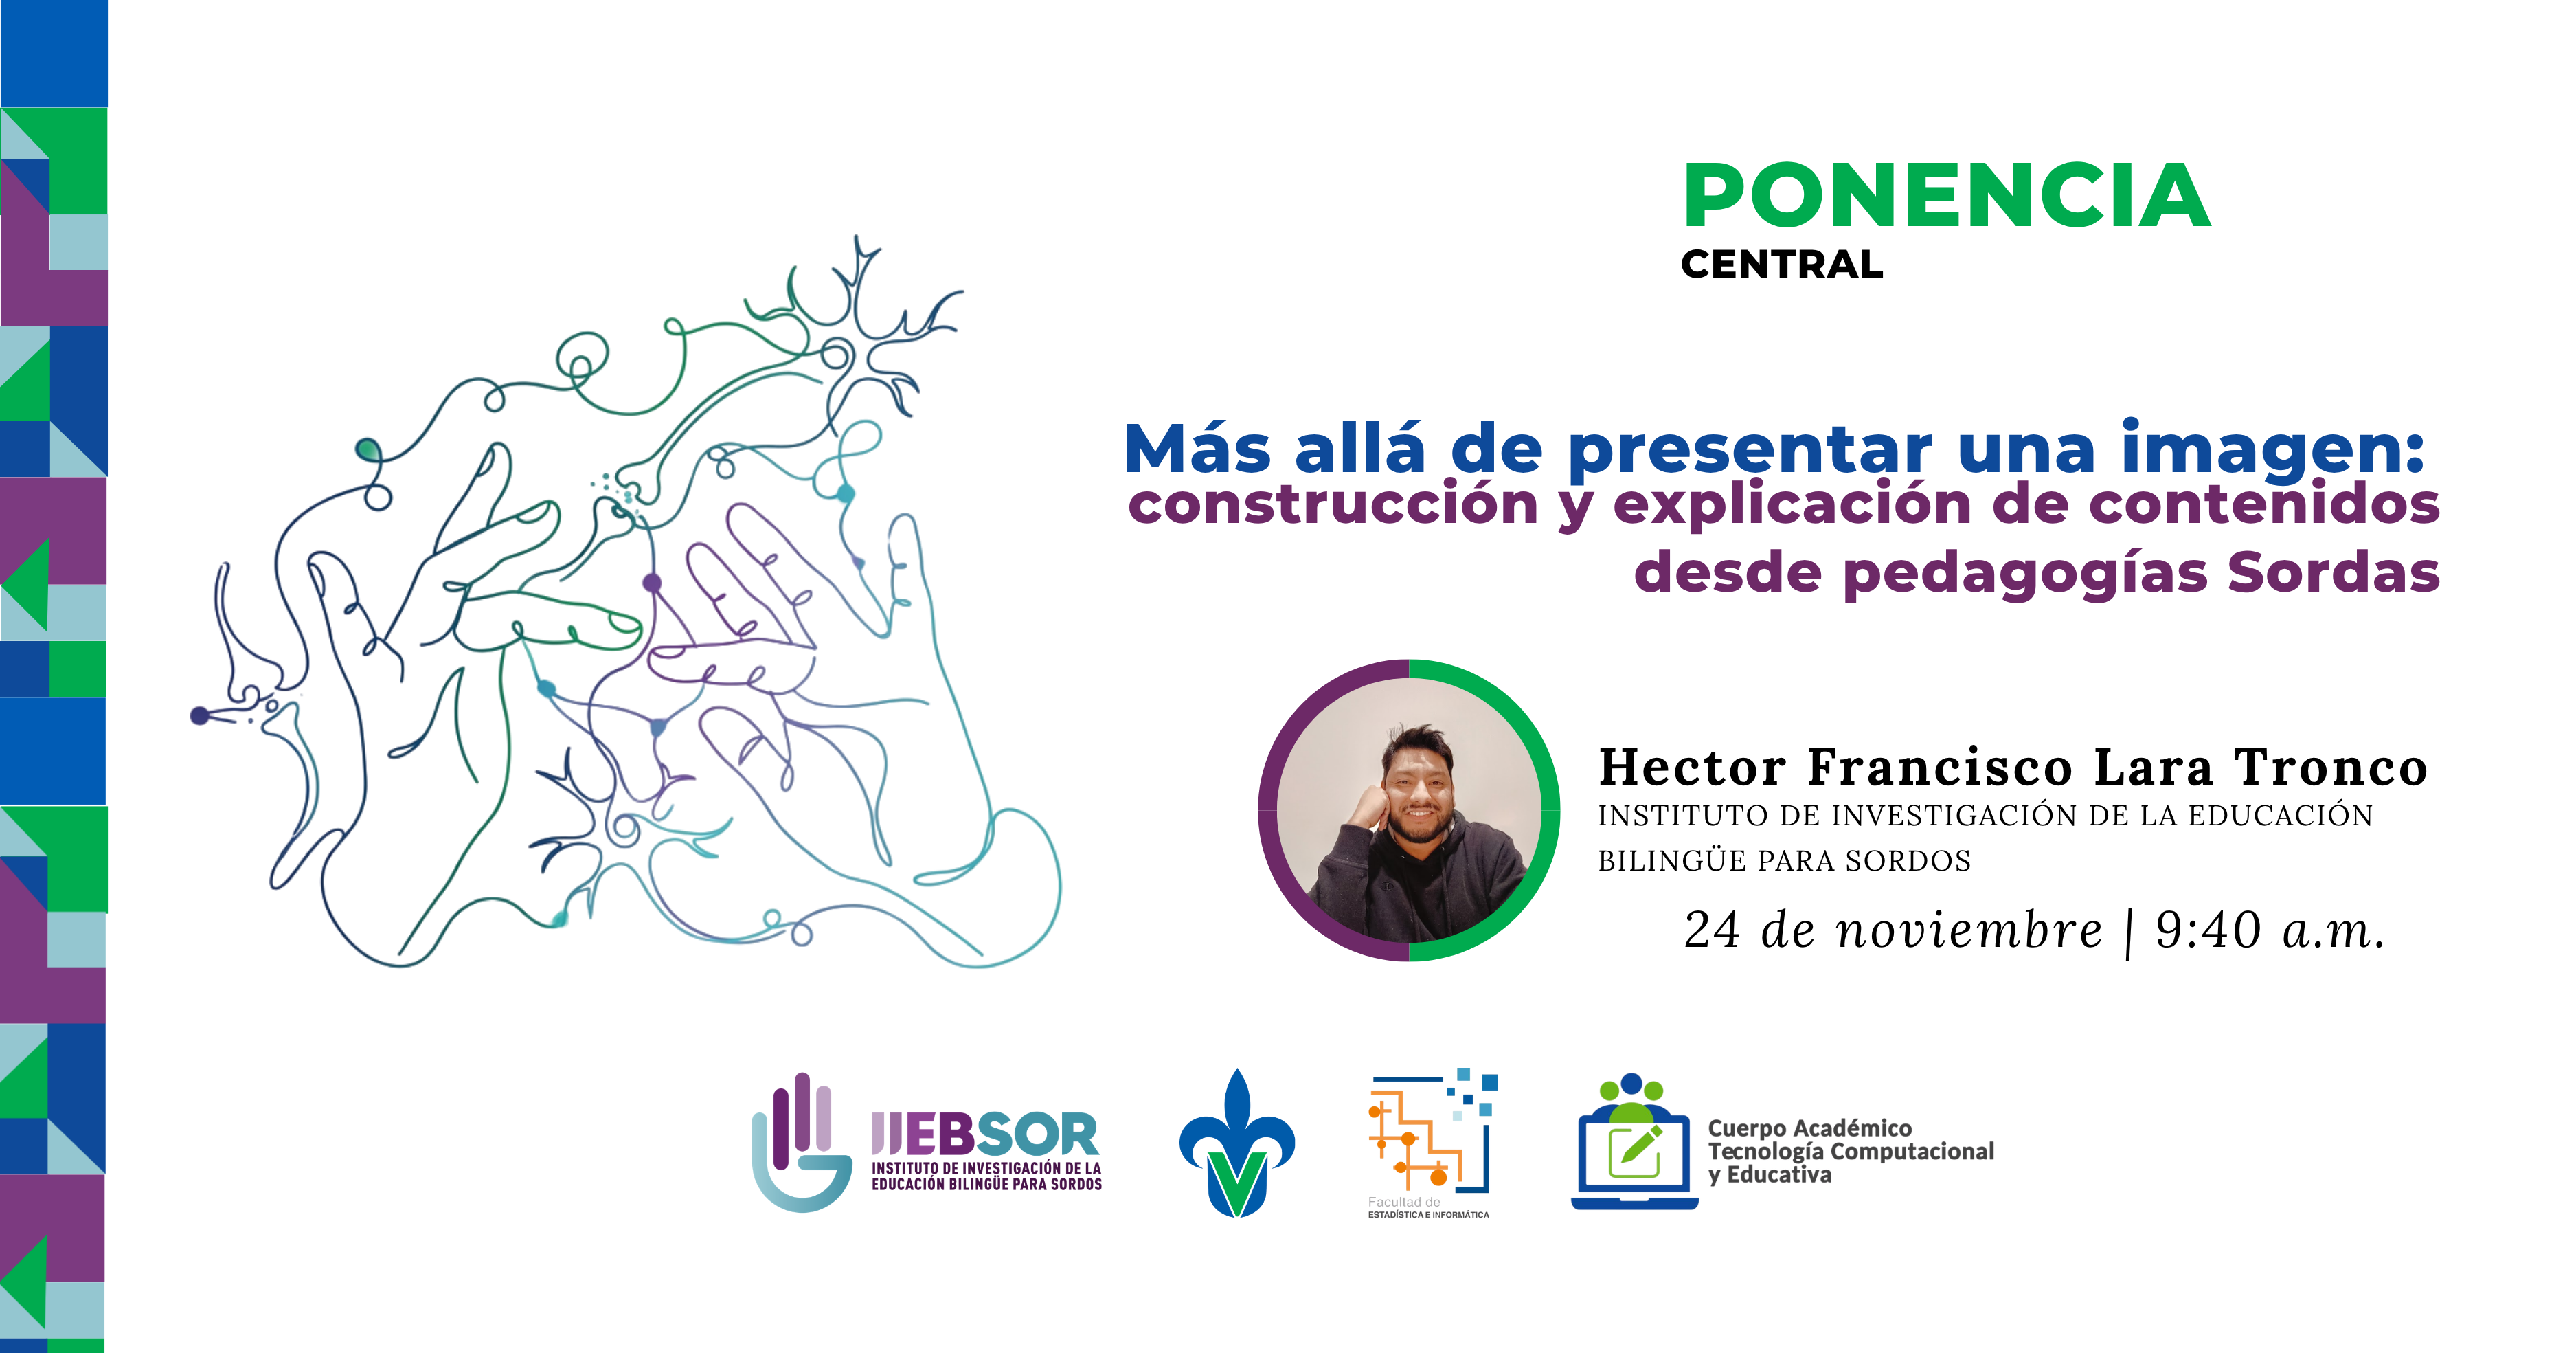 PONENCIA
CENTRAL
Más allá de presentar una imagen:
construcción y explicación de contenidos
desde pedagogías Sordas
Hector Francisco Lara Tronco
INSTITUTO DE INVESTIGACIÓN DE LA EDUCACIÓN
BILINGÜE PARA SORDOS
24 de noviembre | 9:40 a.m.
IIEBSOR
INSTITUTO DE INVESTIGACIÓN DE LA
EDUCACIÓN BILINGÜE PARA SORDOS
Facultad de
ESTADÍSTICA E INFORMÁTICA
Cuerpo Académico
Tecnología Computacional
y Educativa